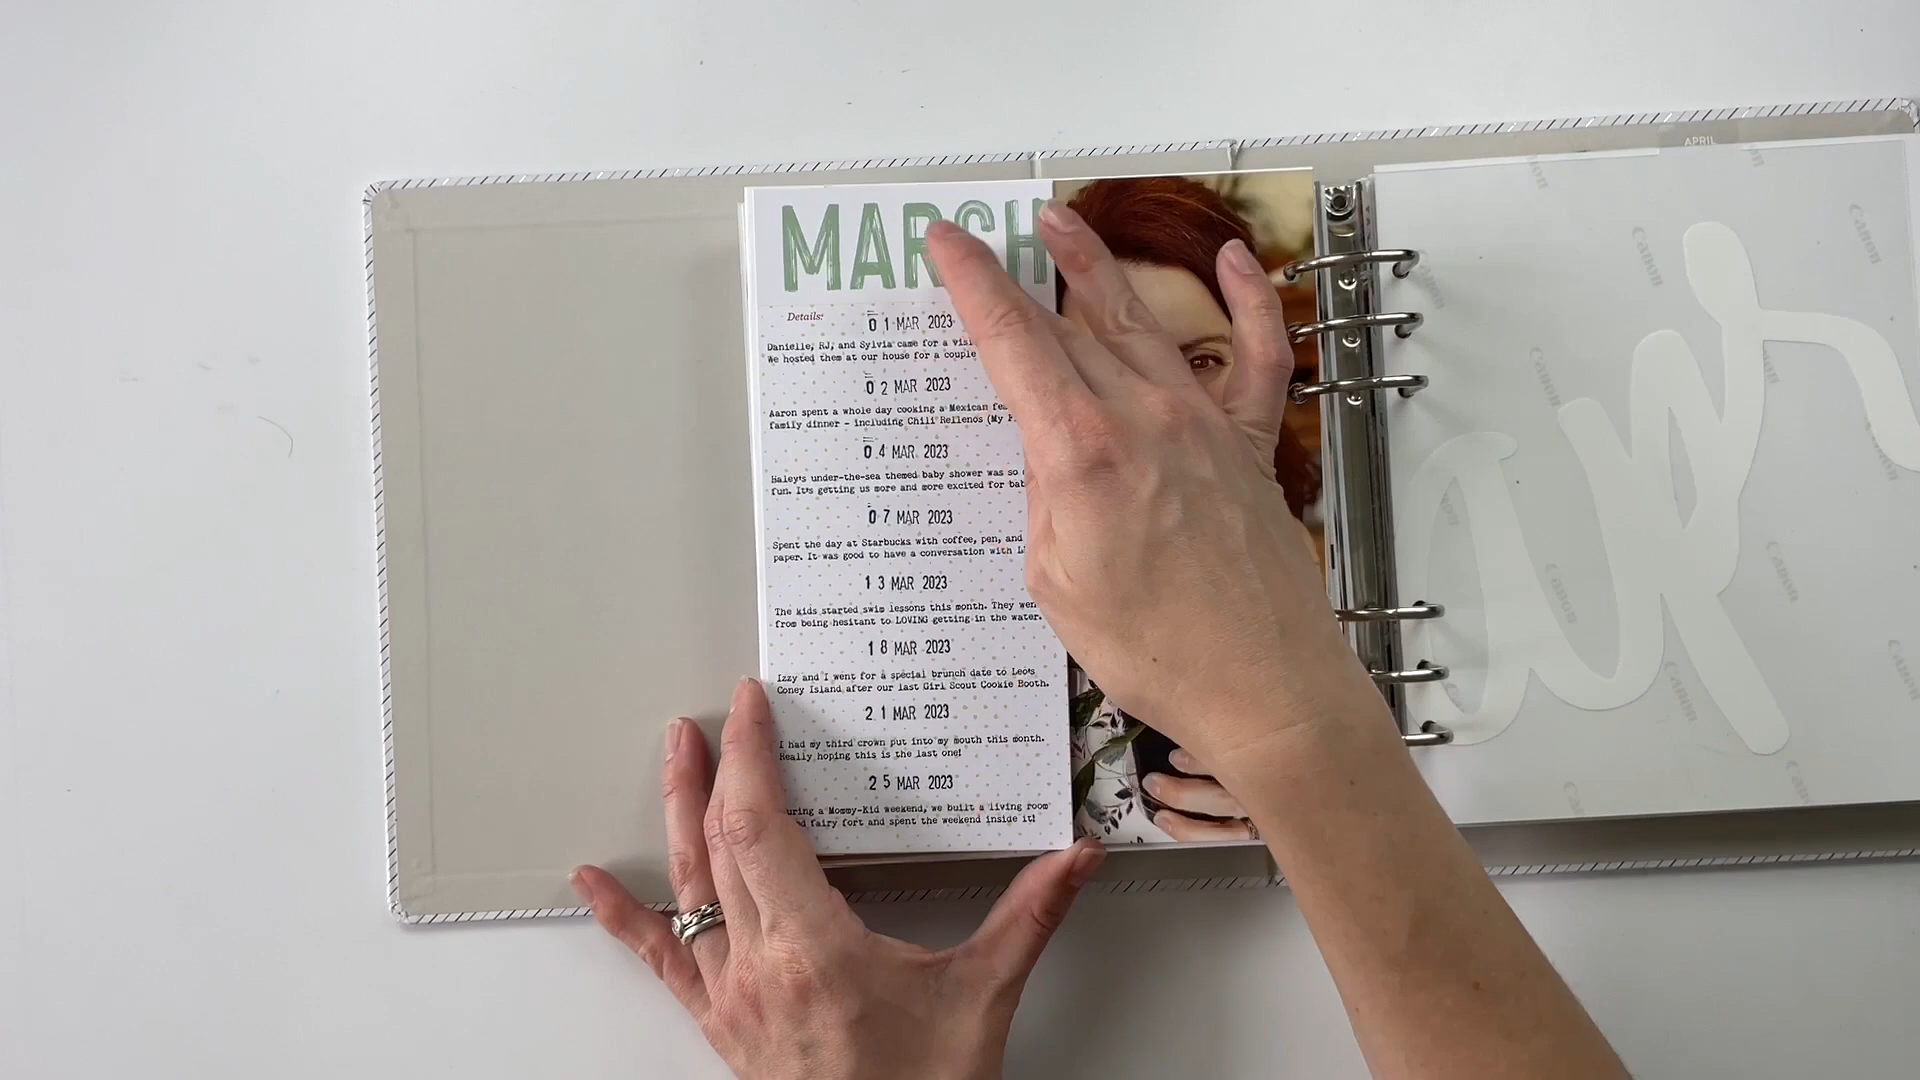 MARCH
Details:
01 MAR 2023
Danielle, RJ, and Sylvia came for a
We hosted them at our house for a couple
02 MAR 2023
Aaron spent a whole day cooking a Mexican
family dinner - including Chili Rellenos (My
04 MAR 2023
Haley's under-the-sea themed baby shower was so
fun. It's getting us more and more excited for
07 MAR 2023
Spent the day at Starbucks with coffee, pen, and
paper. It was good to have a conversation with
13 MAR 2023
The kids started swim lessons this month. They
from being hesitant to LOVING getting in the water.
18 MAR 2023
Izzy and I went for a special brunch date to Leo's
Coney Island after our last Girl Scout Cookie Booth.
21 MAR 2023
I had my third crown put into my mouth this month.
Really hoping this is the last one!
25 MAR 2023
a Mommy-Kid weekend, we built a living room
fairy fort and spent the weekend inside it!
APRIL
apr
Canon
Canon
Canon
Canon
Canon
Canon
Canon
Canon
Canon